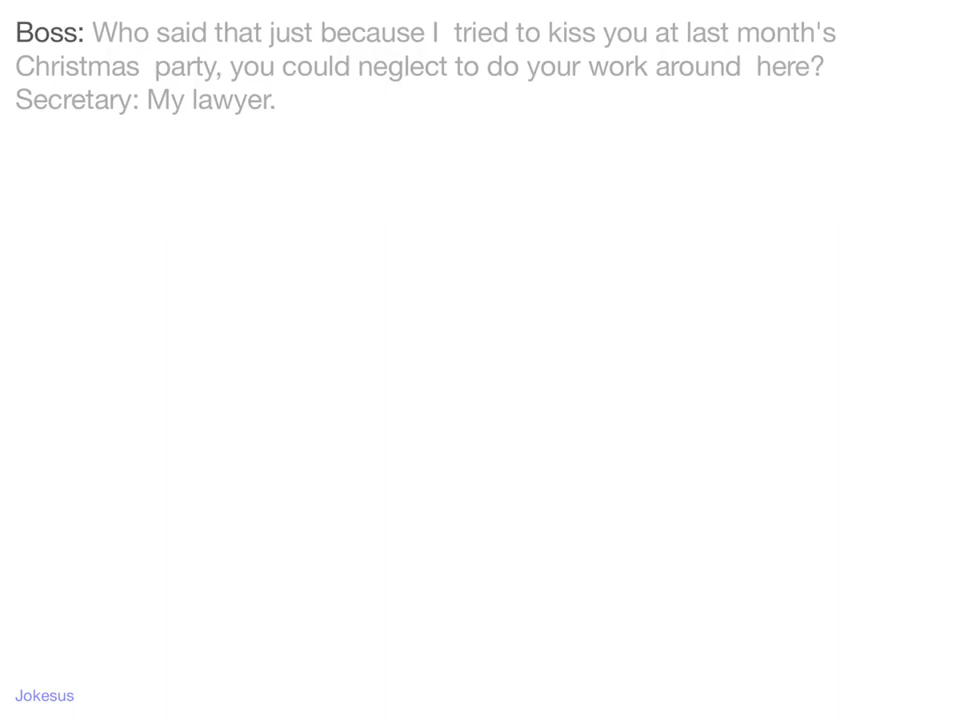 Boss: Who said that just because I  tried to kiss you at last month's
Christmas  party, you could neglect to do your work around  here?
Secretary: My lawyer.
Jokesus